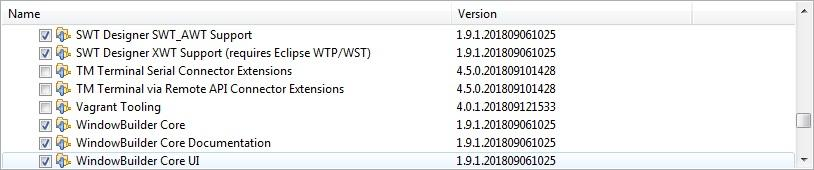 Name Version
SWT Designer SWT_AWT Support 1.9.1.201809061025
SWT Designer XWT Support (requires Eclipse WTP/WST) 1.9.1.201809061025
TM Terminal Serial Connector Extensions 4.5.0.201809101428
TM Terminal via Remote API Connector Extensions 4.5.0.201809101428
Vagrant Tooling 4.0.1.201809121533
WindowBuilder Core 1.9.1.201809061025
WindowBuilder Core Documentation 1.9.1.201809061025
WindowBuilder Core UI 1.9.1.201809061025